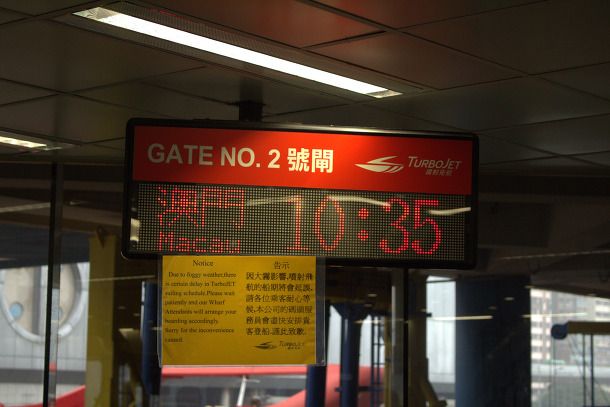 GATE NO. 2 號閘
TURBOJET
噴射飛航
澳門
Macau
10:35
Notice
Due to foggy weather,there
is certain delay in TurboJET
sailing schedule.Please wait
patiently and our Wharf
Attendants will arrange your
boarding accordingly.
Sorry for the inconvenience
caused.
告示
因大霧影響,噴射飛
航的船期將會延誤,
請各位乘客耐心等
候,本公司的碼頭服
務員會盡快安排貴
客登船,謹此致歉.
TURBOJET